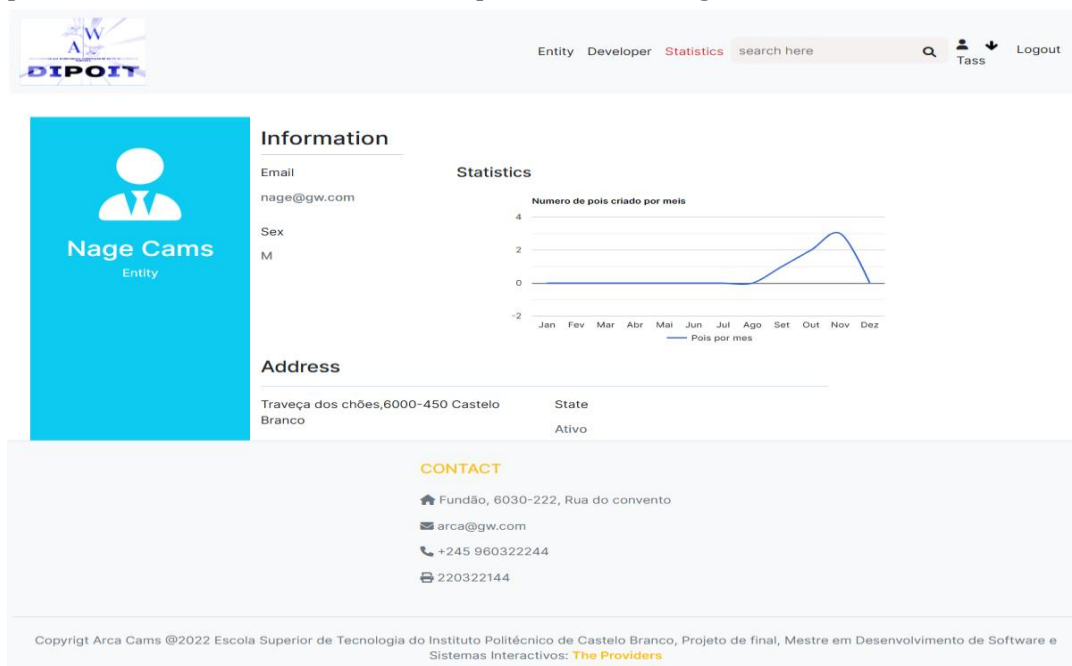 AW
DIPOIT
Entity Developer Statistics search here Tass Logout
Nage Cams
Entity
Information
Email
nage@gw.com
Sex
M
Statistics
Numero de pois criado por meis
4
2
0
-2
Jan Fev Mar Abr Mai Jun Jul Ago Set Out Nov Dez
Pois por mes
Address
Traveça dos chões,6000-450 Castelo
Branco
State
Ativo
CONTACT
Fundão, 6030-222, Rua do convento
arca@gw.com
+245 960322244
220322144
Copyrigt Arca Cams @2022 Escola Superior de Tecnologia do Instituto Politécnico de Castelo Branco, Projeto de final, Mestre em Desenvolvimento de Software e
Sistemas Interactivos: The Providers